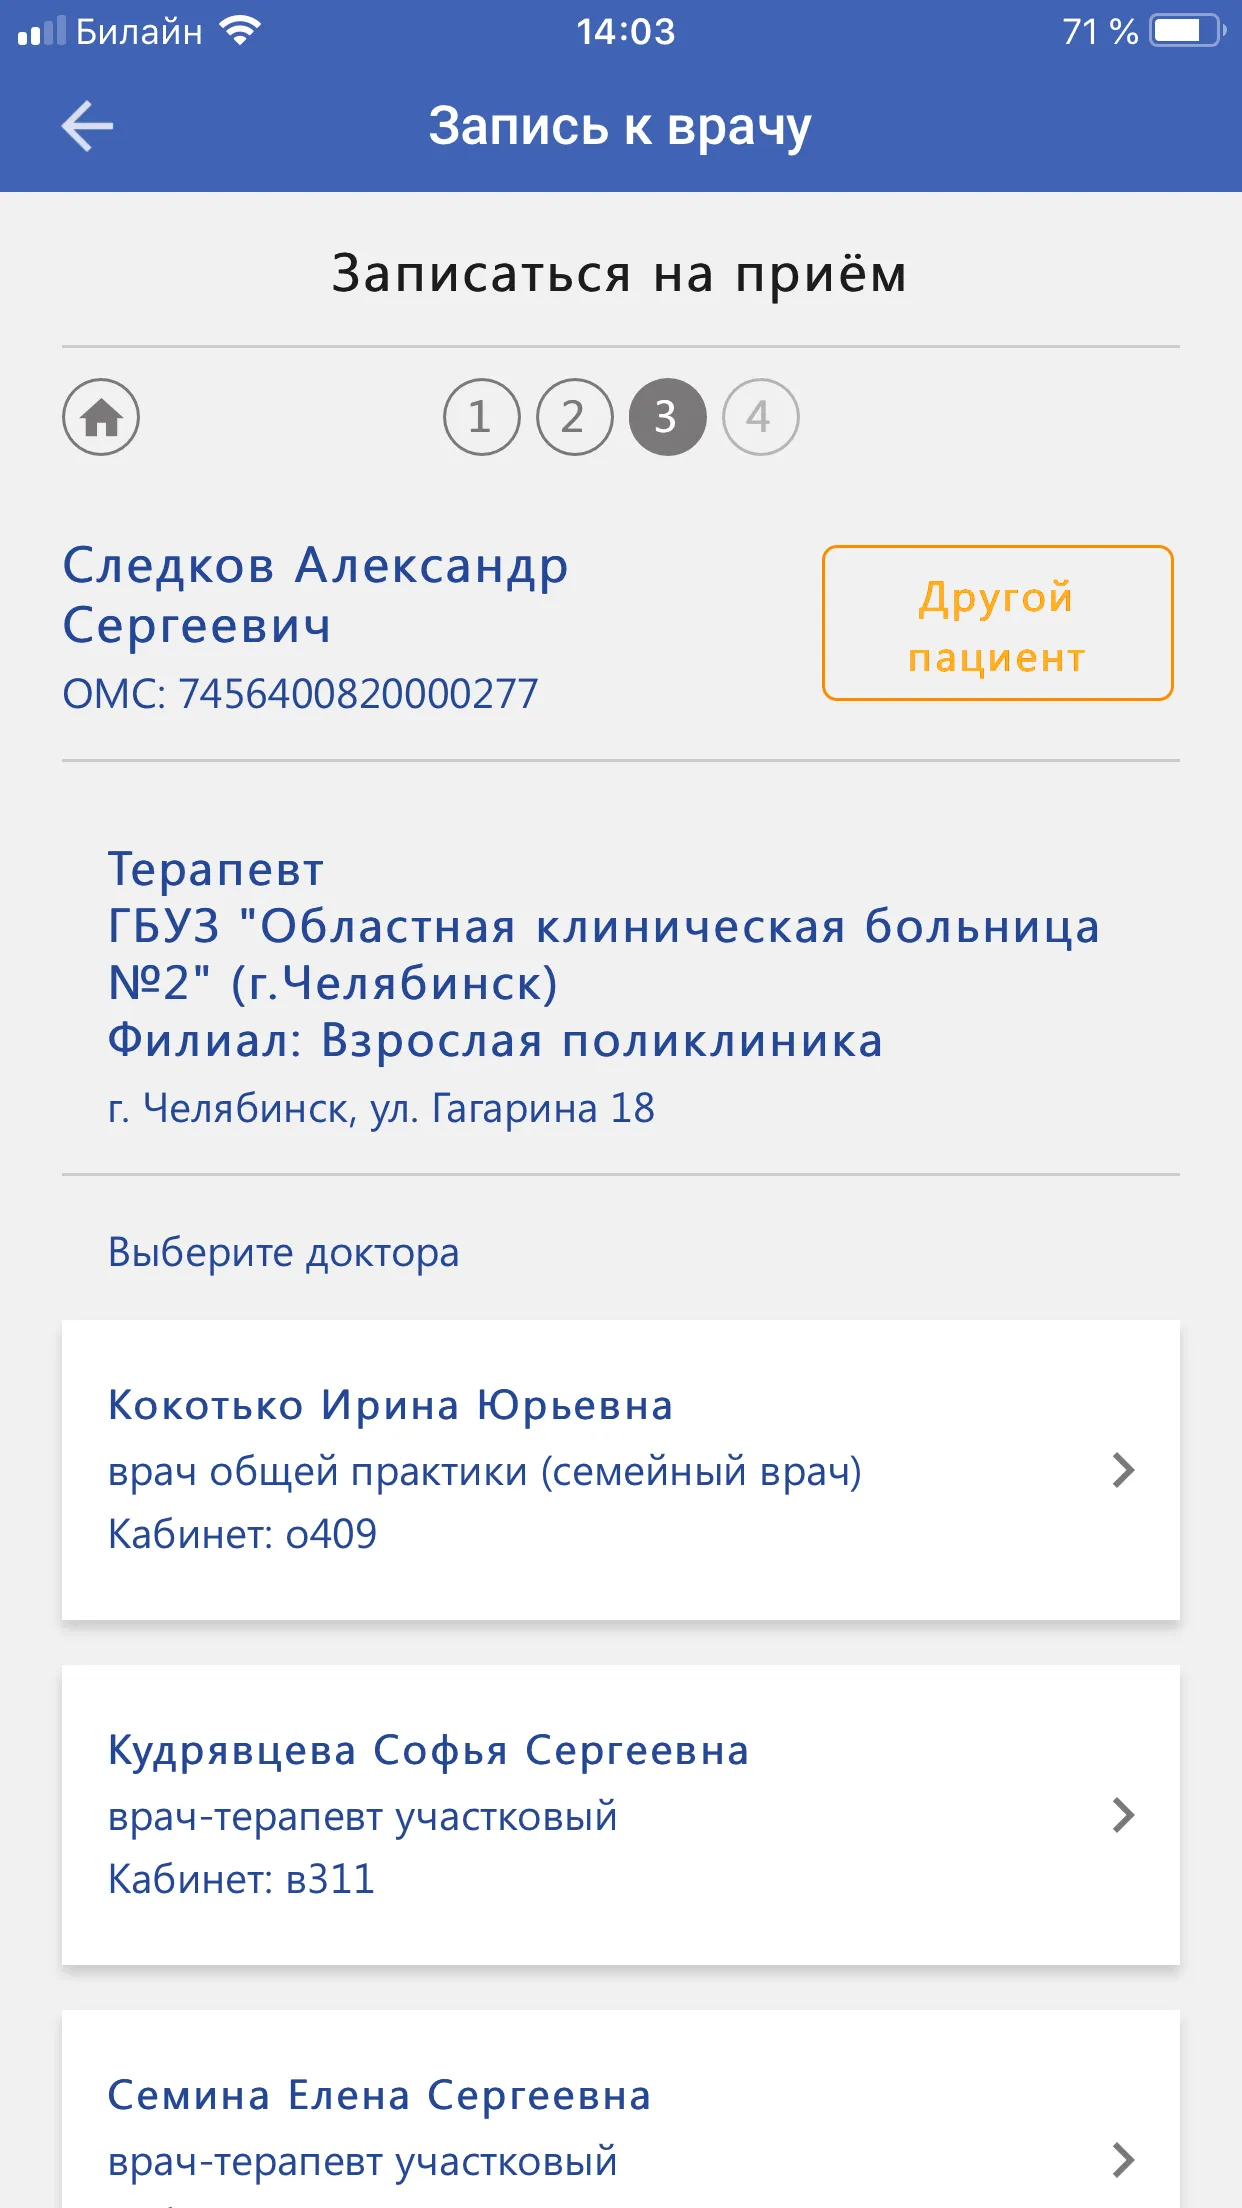 Билайн 14:03 71 %
Запись к врачу
Записаться на приём
1 2 3 4
Следков Александр
Сергеевич
ОМС: 7456400820000277
Другой
пациент
Терапевт
ГБУЗ "Областная клиническая больница
№2" (г.Челябинск)
Филиал: Взрослая поликлиника
г. Челябинск, ул. Гагарина 18
Выберите доктора
Кокотько Ирина Юрьевна
врач общей практики (семейный врач)
Кабинет: о409
Кудрявцева Софья Сергеевна
врач-терапевт участковый
Кабинет: в311
Семина Елена Сергеевна
врач-терапевт участковый